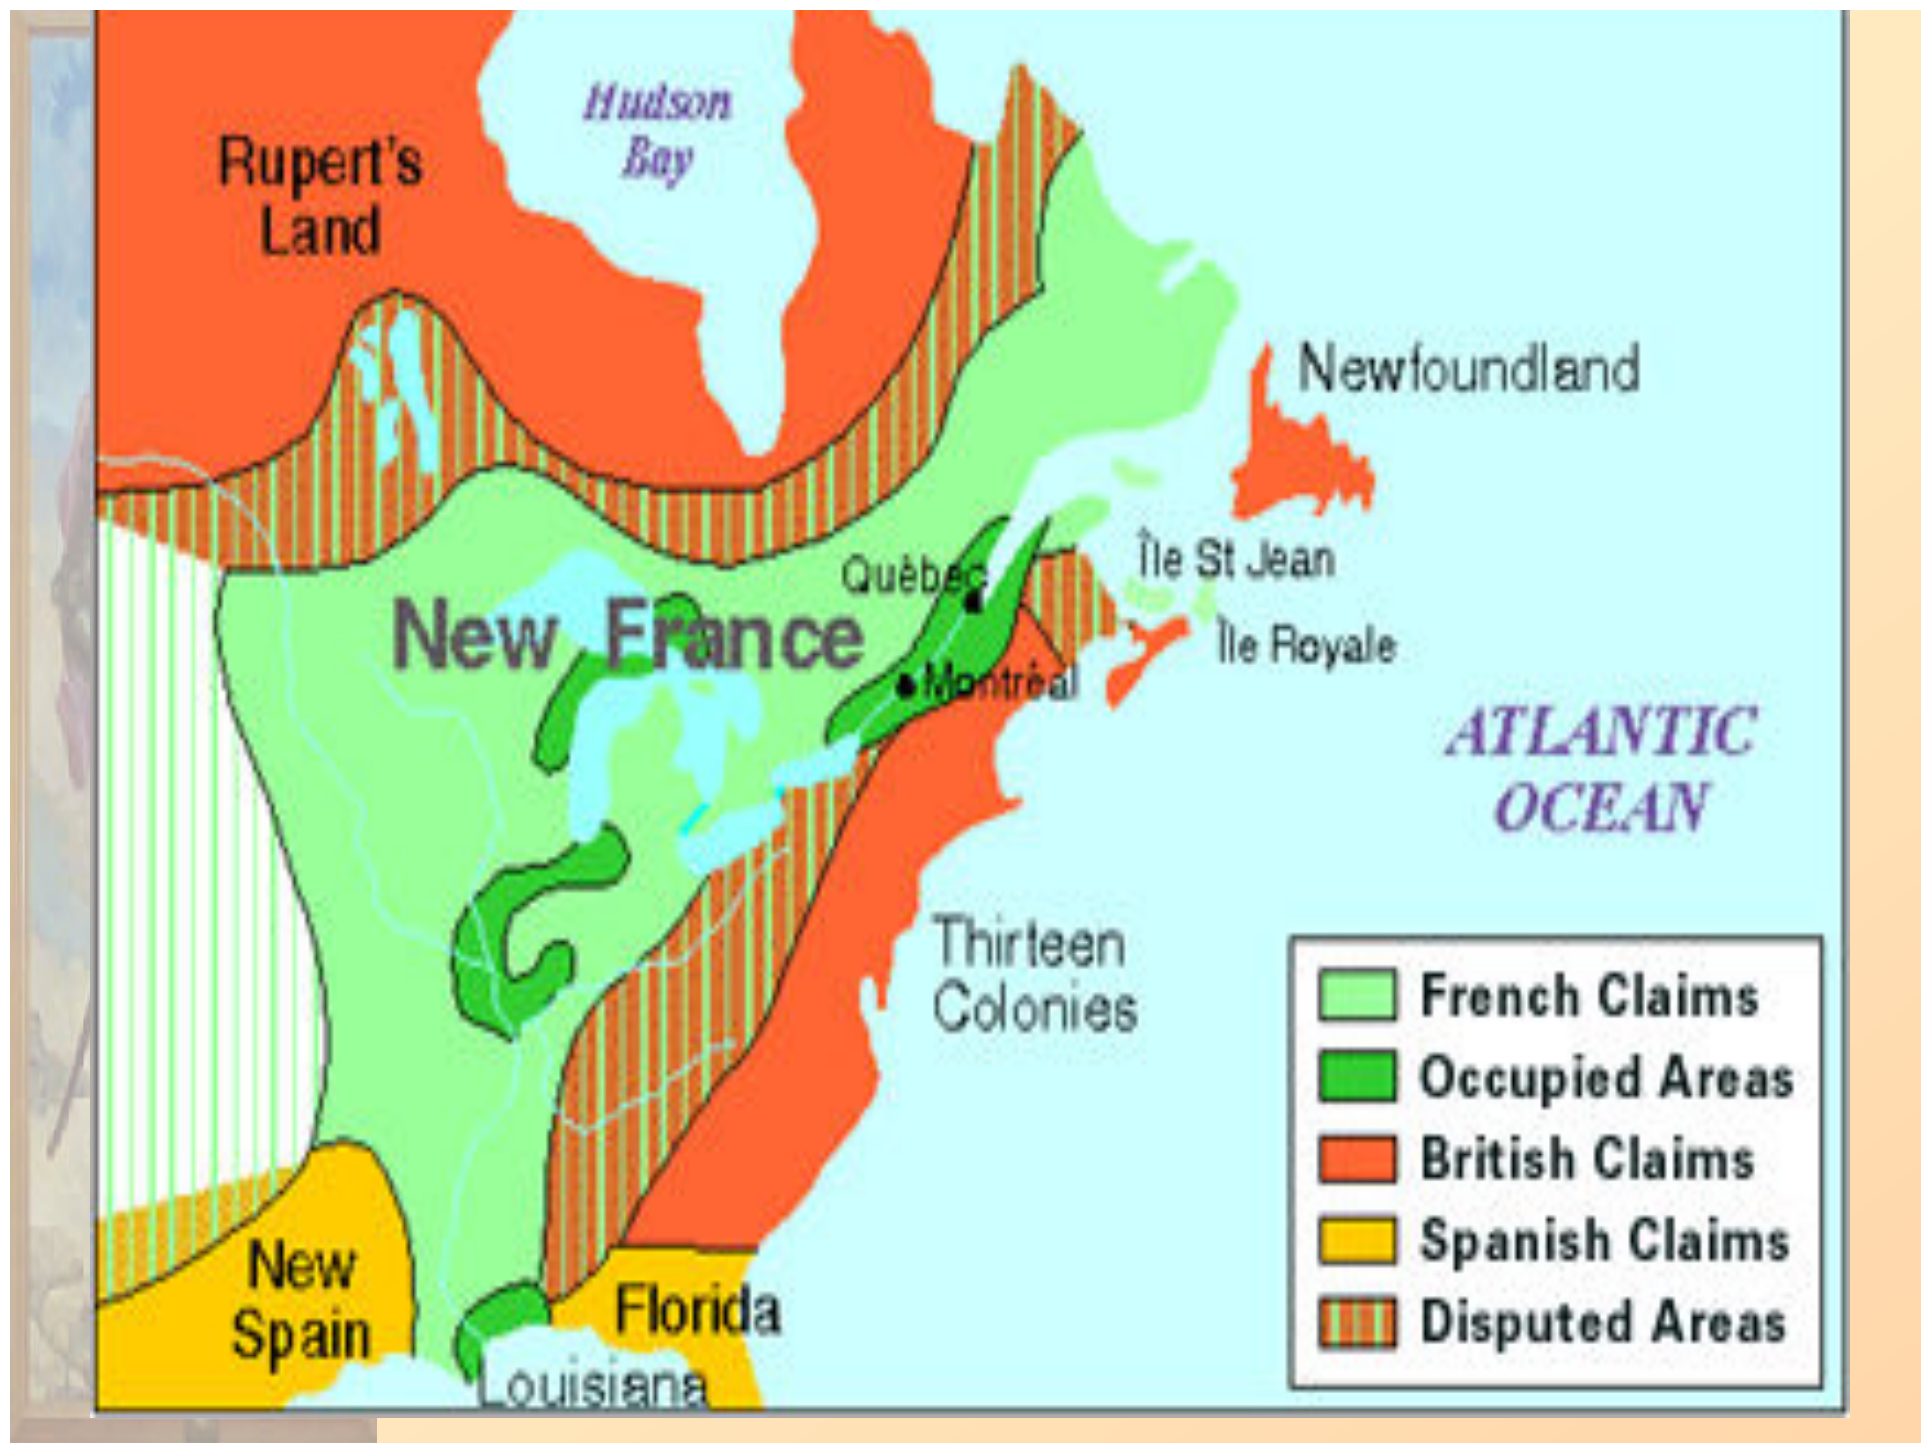 Hudson
Bay
Rupert's
Land
Newfoundland
Québec
Île St Jean
New France
Île Royale
Montréal
ATLANTIC
OCEAN
Thirteen
Colonies
French Claims
Occupied Areas
British Claims
Spanish Claims
Disputed Areas
New
Spain
Florida
Louisiana